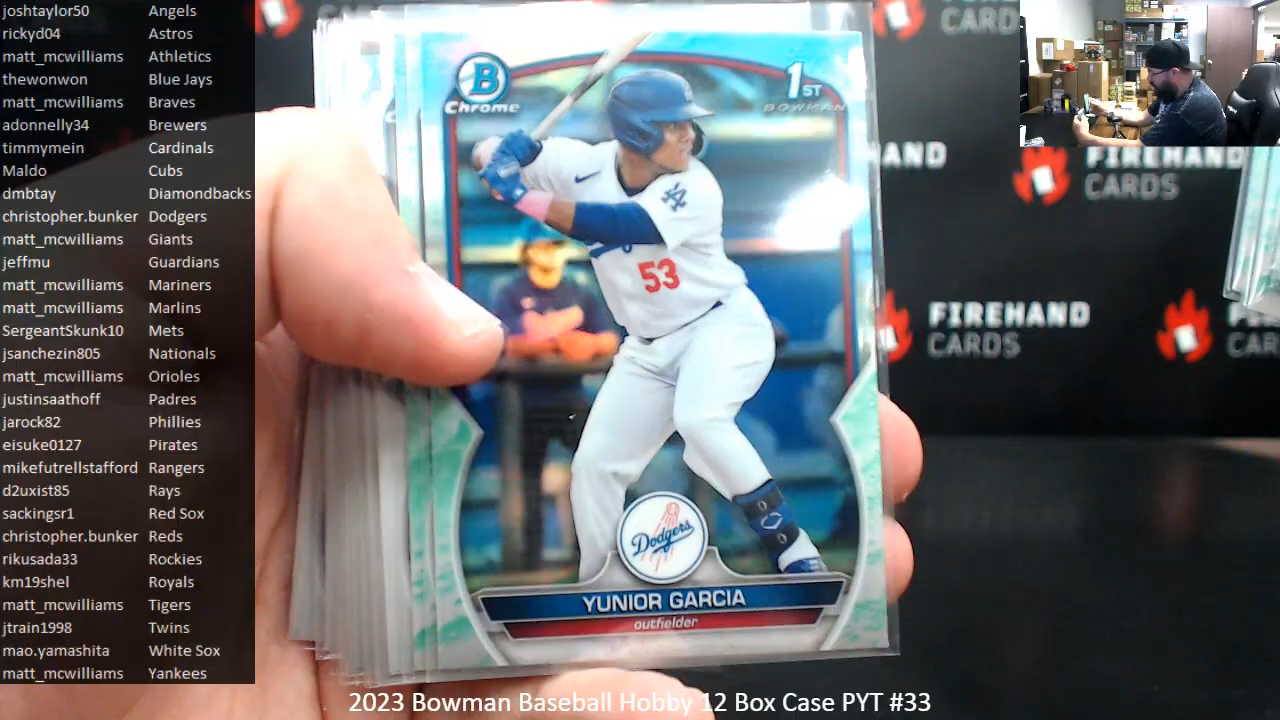 joshtaylor50 Angels
rickyd04 Astros
matt_mcwilliams Athletics
thewonwon Blue Jays
matt_mcwilliams Braves
adonnelly34 Brewers
timmymein Cardinals
Maldo Cubs
dmbtay Diamondbacks
christopher.bunker Dodgers
matt_mcwilliams Giants
jeffmu Guardians
matt_mcwilliams Mariners
matt_mcwilliams Marlins
SergeantSkunk10 Mets
jsanchezin805 Nationals
matt_mcwilliams Orioles
justinsaathoff Padres
jarock82 Phillies
eisuke0127 Pirates
mikefutrellstafford Rangers
d2uxist85 Rays
sackingsr1 Red Sox
christopher.bunker Reds
rikusada33 Rockies
km19shel Royals
matt_mcwilliams Tigers
jtrain1998 Twins
mao.yamashita White Sox
matt_mcwilliams Yankees
B
Chrome
1ST
BOWMAN
53
Dodgers
YUNIOR GARCIA
outfielder
CARDS
CARDS
HAND
FIREHAND
CARDS
FIREHAND
CARDS
CAR
2023 Bowman Baseball Hobby 12 Box Case PYT #33